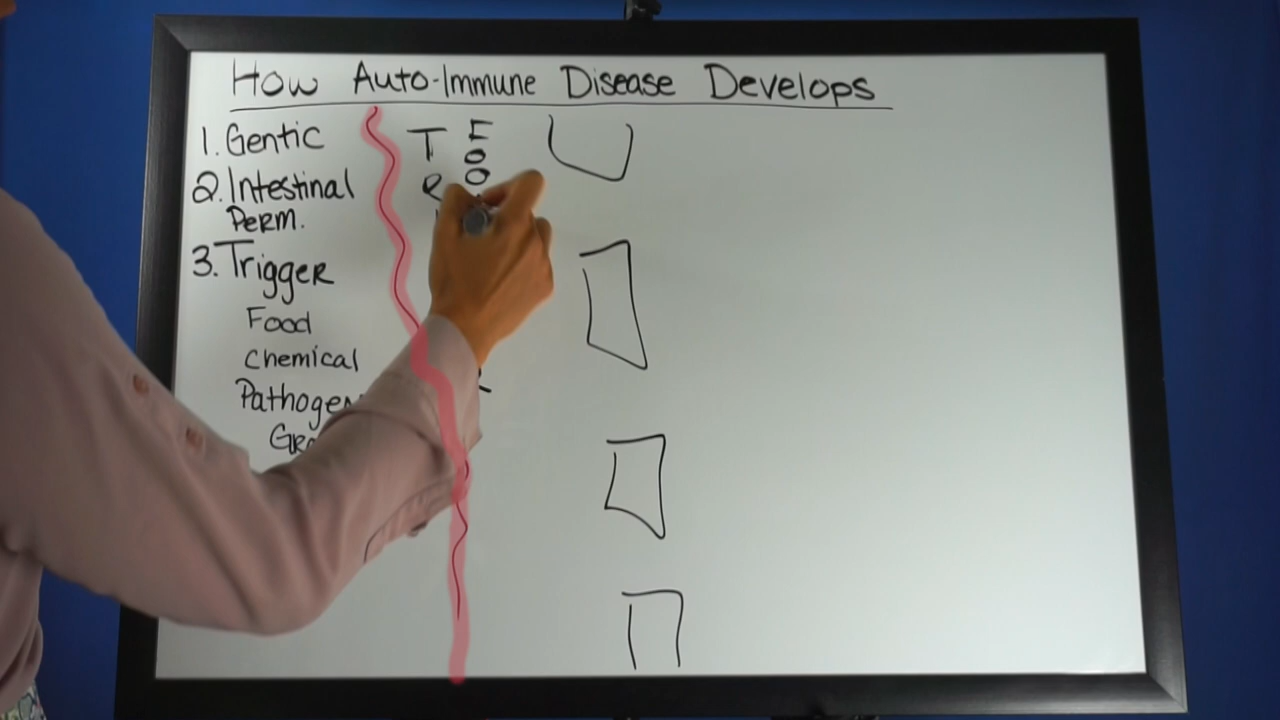 How Auto-Immune Disease Develops
1. Gentic
2. Intestinal
Perm.
3. Trigger
Food
Chemical
T
R
F
O
O